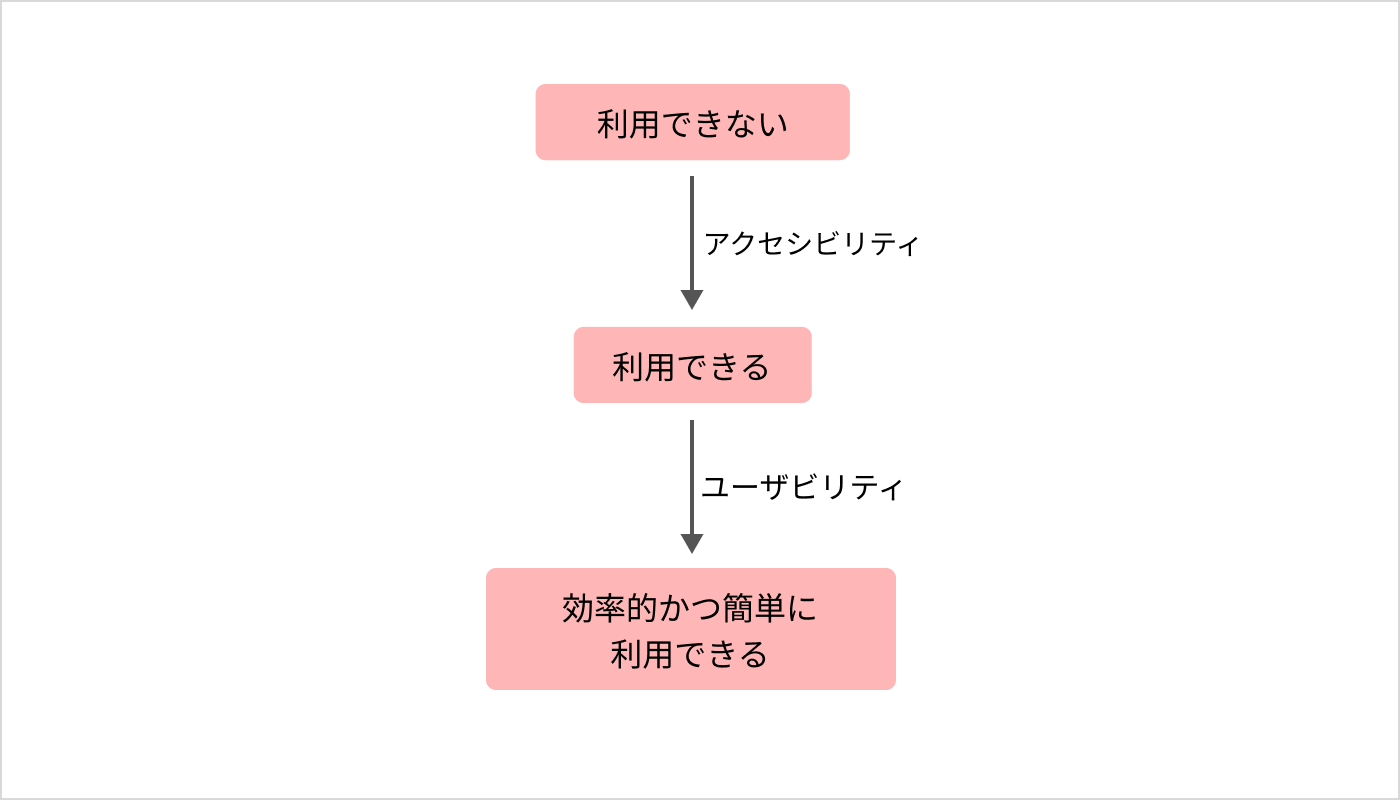 利用できない
アクセシビリティ
利用できる
ユーザビリティ
効率的かつ簡単に
利用できる